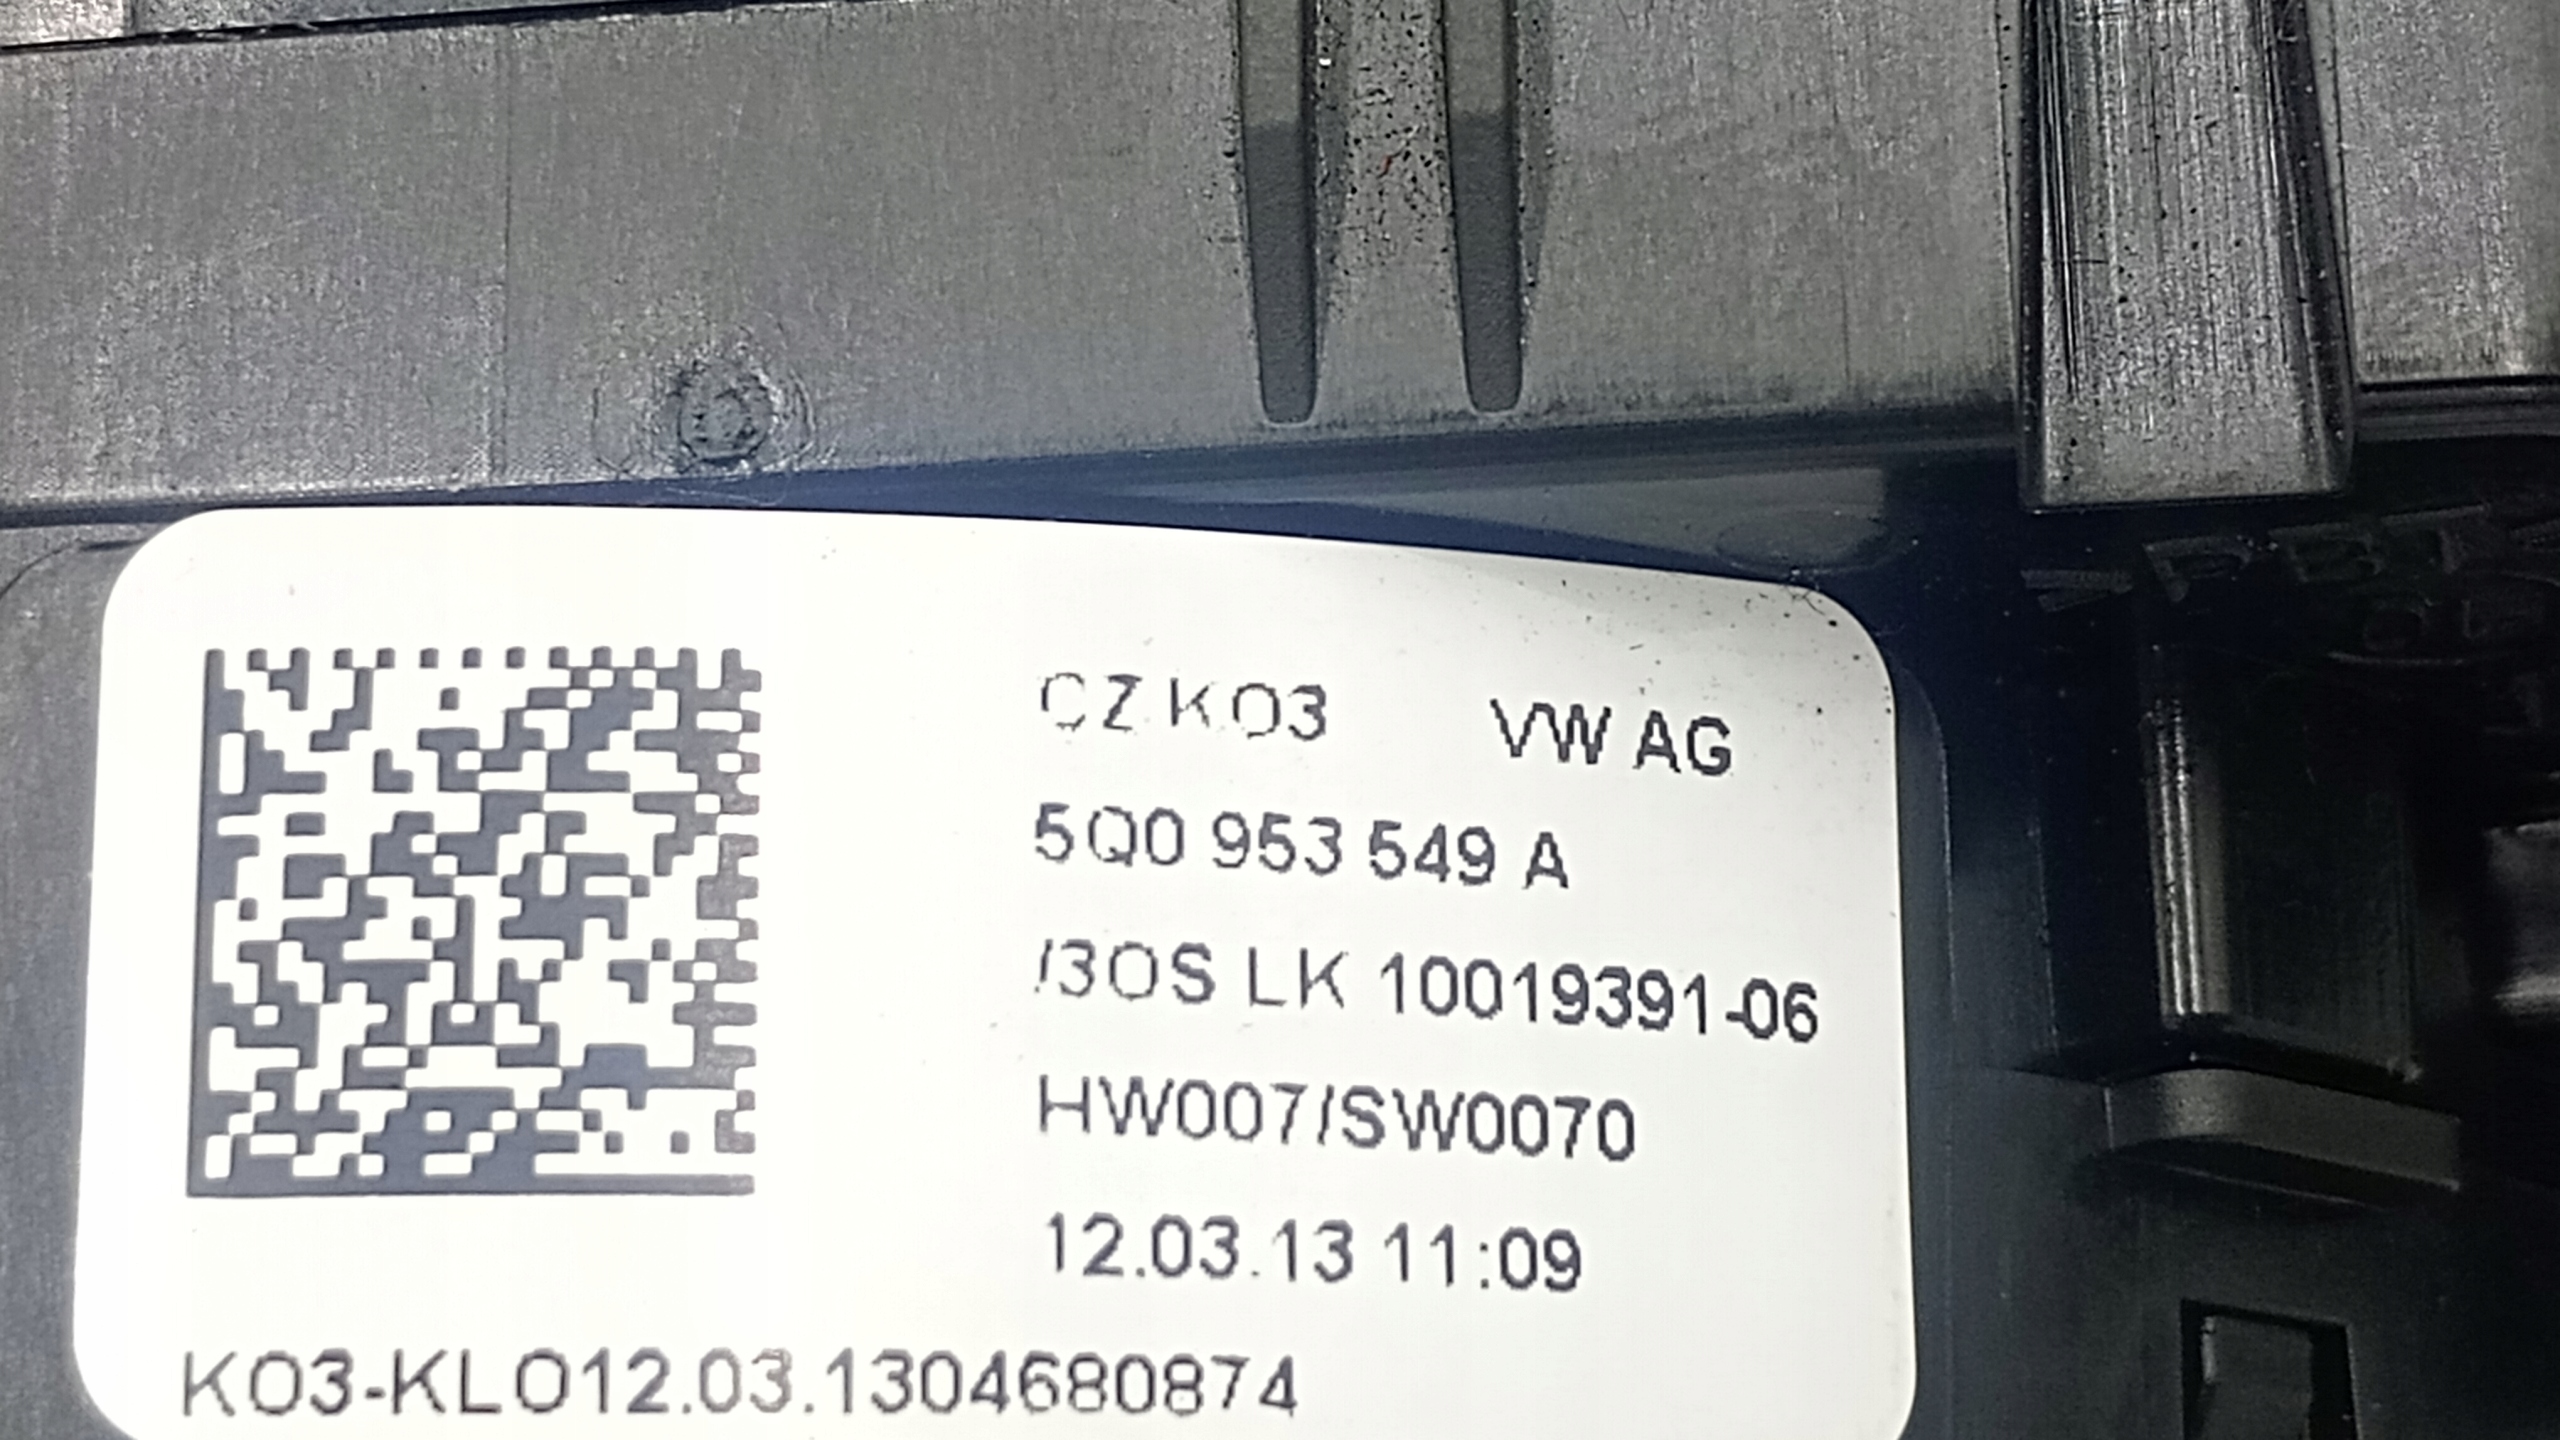 CZ KO3 VW AG
5Q0 953 549 A
/3OS LK 10019391-06
HW007/SW0070
12.03.13 11:09
KO3-KLO12.03.1304680874